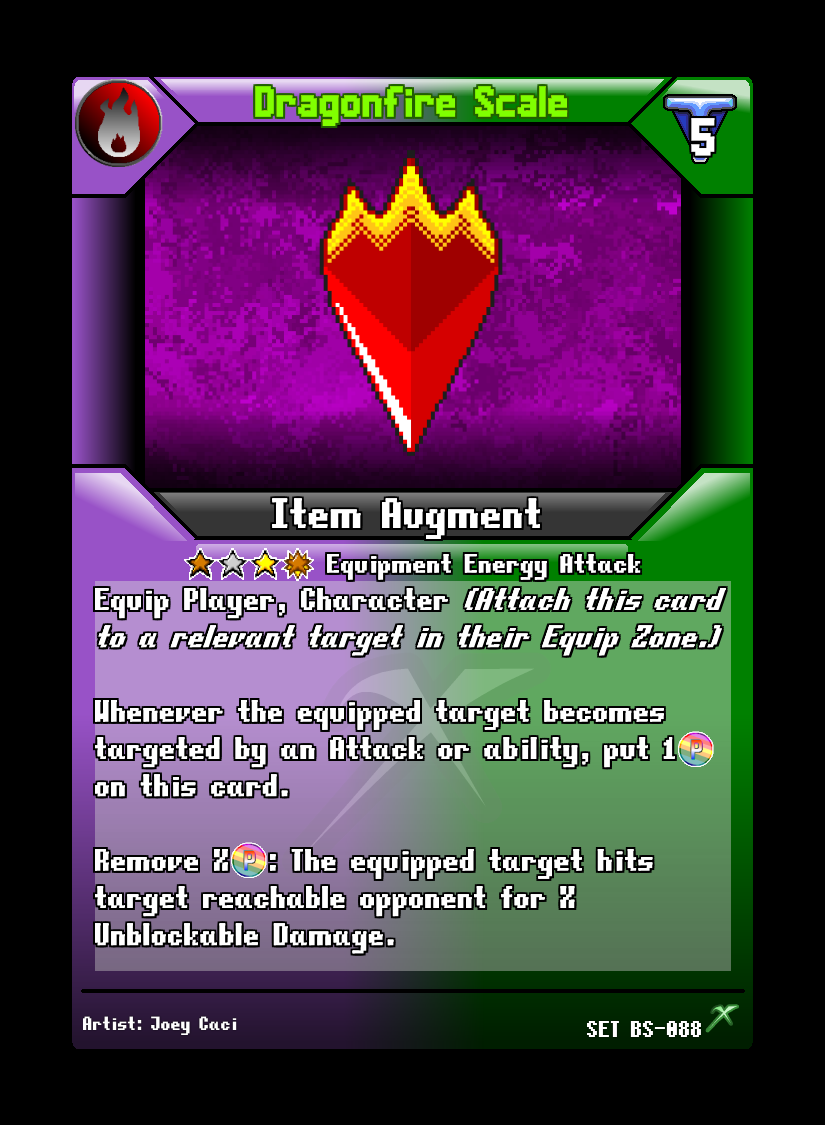 Dragonfire Scale
5
Item Augment
Equipment Energy Attack
Equip Player, Character (Attach this card
to a relevant target in their Equip Zone.)
Whenever the equipped target becomes
targeted by an Attack or ability, put 1 P
on this card.
Remove X P: The equipped target hits
target reachable opponent for X
Unblockable Damage.
Artist: Joey Caci
SET BS-088